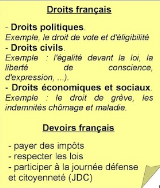 Droits français
- Droits politiques.
Exemple, le droit de vote et d'éligibilité
- Droits civils.
Exemple : l'égalité devant la loi, la
liberté de conscience,
d'expression, ...).
- Droits économiques et sociaux.
Exemple : le droit de grève, les
indemnités chômage et maladie.
Devoirs français
- payer des impôts
- respecter les lois
- participer à la journée défense
et citoyenneté (JDC)